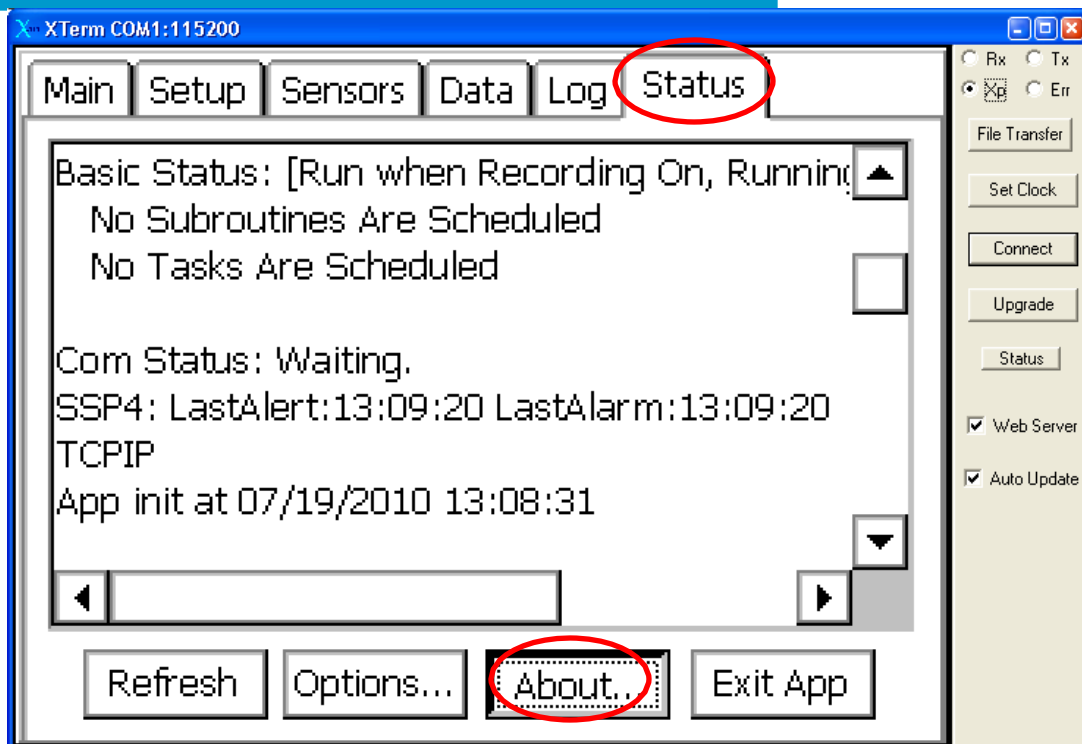 XTerm COM1:115200
Main Setup Sensors Data Log Status
Basic Status: [Run when Recording On, Running
No Subroutines Are Scheduled
No Tasks Are Scheduled
Com Status: Waiting.
SSP4: LastAlert:13:09:20 LastAlarm:13:09:20
TCPIP
App init at 07/19/2010 13:08:31
Refresh Options... About... Exit App
Rx Tx
Xp Err
File Transfer
Set Clock
Connect
Upgrade
Status
Web Server
Auto Update